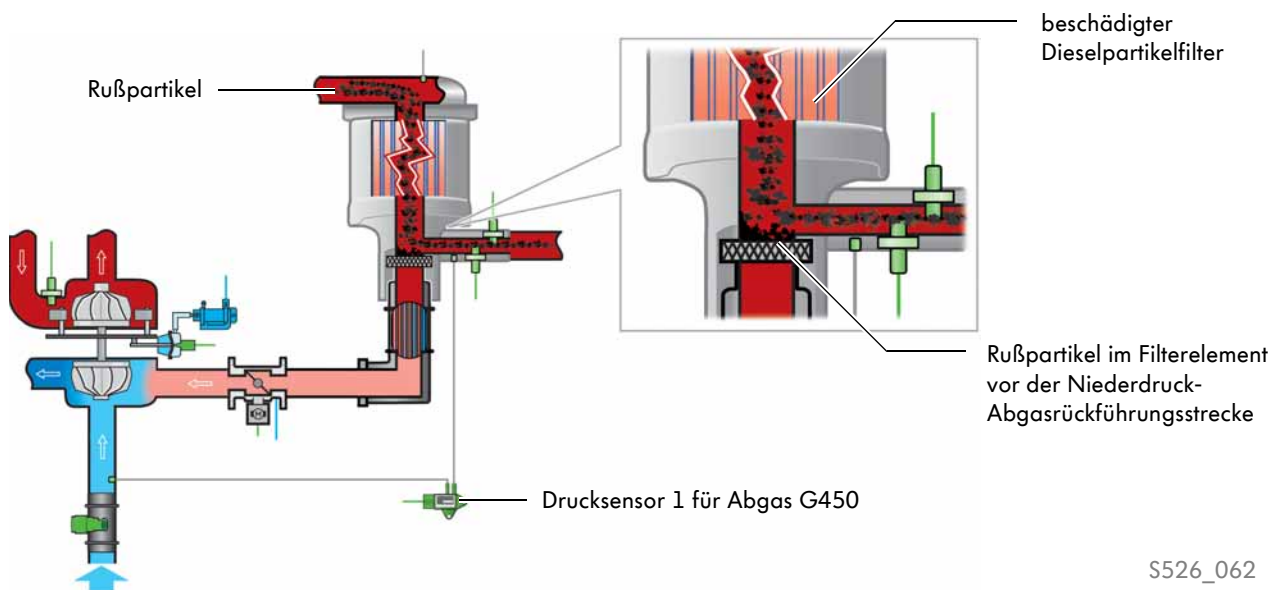 beschädigter
Dieselpartikelfilter
Rußpartikel
Rußpartikel im Filterelement
vor der Niederdruck-
Abgasrückführungsstrecke
Drucksensor 1 für Abgas G450
S526_062